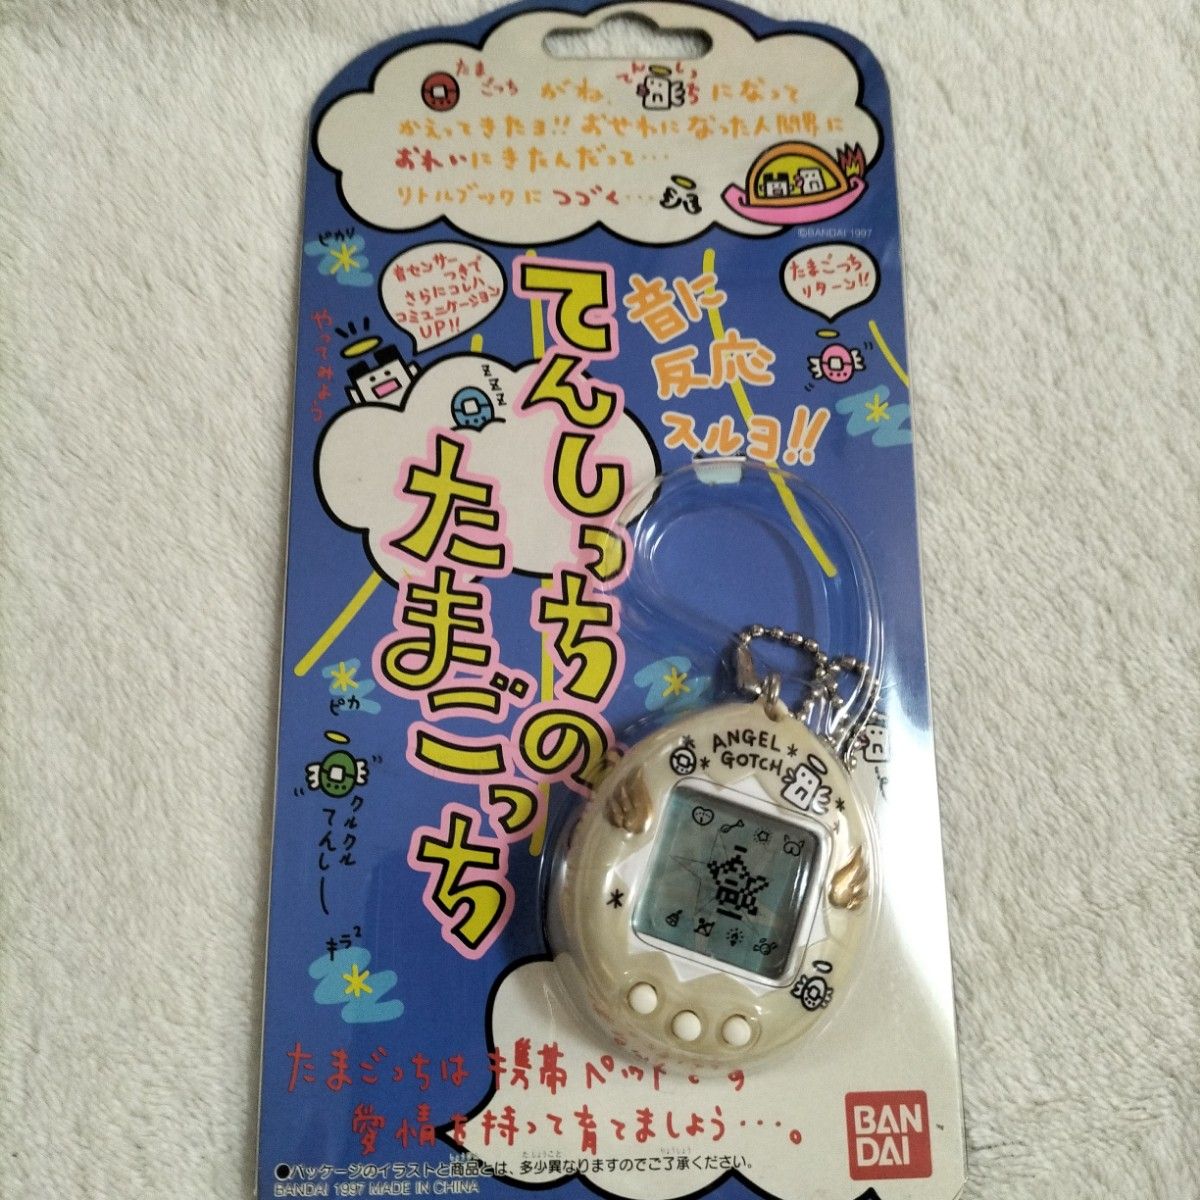 たまごっち がね、てんしっちになって
かえってきたヨ!! おせわになった人間界に
おれいにきたんだって…
リトルブックにつづく…
©BANDAI 1997
ピカリ
音センサー
つきで
さらにコレハ
コミュニケーション
UP!!
やってみよぅ
たまごっち
リターン!!
音に
反応
スルヨ!!
zzz
てんしっちの
たまごっち
ピカ
クルクル
てんしー
キラ2
ANGEL
GOTCH
たまごっちは携帯ペットです
愛情を持って育てましょう…。
BAN
DAI
●パッケージのイラストと商品とは、多少異なりますのでご了承ください。
BANDAI 1997 MADE IN CHINA